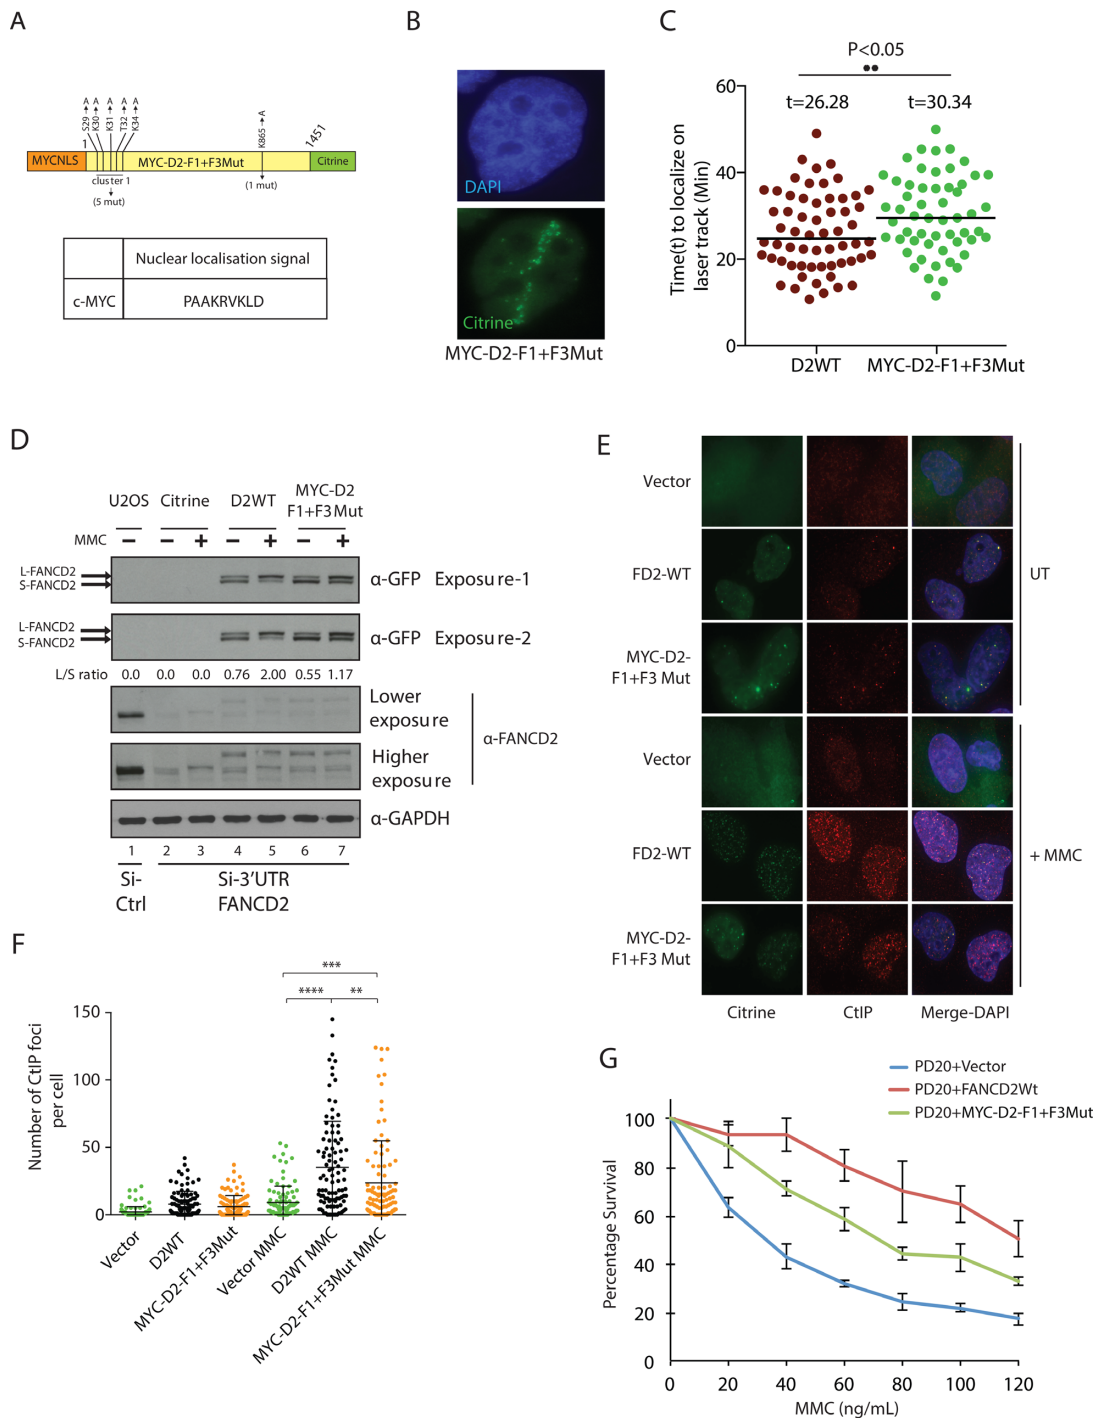 A
S29→A
K30→A
K31→A
T32→A
K34→A
K865→A
1
1451
MYCNLS
MYC-D2-F1+F3Mut
Citrine
cluster 1
(5 mut)
(1 mut)
Nuclear localisation signal
c-MYC
PAAKRVKLD
B
DAPI
Citrine
MYC-D2-F1+F3Mut
C
P<0.05
••
t=26.28
t=30.34
Time(t) to localize on
laser track (Min)
60
40
20
0
D2WT
MYC-D2-F1+F3Mut
D
U2OS
Citrine
D2WT
MYC-D2
F1+F3Mut
MMC
− − + − + − +
L-FANCD2
S-FANCD2
α-GFP Exposure-1
L-FANCD2
S-FANCD2
α-GFP Exposure-2
L/S ratio
0.0 0.0 0.0 0.76 2.00 0.55 1.17
Lower
exposure
α-FANCD2
Higher
exposure
α-GAPDH
1 2 3 4 5 6 7
Si-
Ctrl
Si-3'UTR
FANCD2
E
Vector
FD2-WT
MYC-D2-
F1+F3 Mut
UT
Vector
FD2-WT
MYC-D2-
F1+F3 Mut
+ MMC
Citrine
CtIP
Merge-DAPI
F
***
**** **
Number of CtIP foci
per cell
150
100
50
0
Vector
D2WT
MYC-D2-F1+F3Mut
Vector MMC
D2WT MMC
MYC-D2-F1+F3Mut MMC
G
PD20+Vector
PD20+FANCD2Wt
PD20+MYC-D2-F1+F3Mut
Percentage Survival
100
80
60
40
20
0
0 20 40 60 80 100 120
MMC (ng/mL)